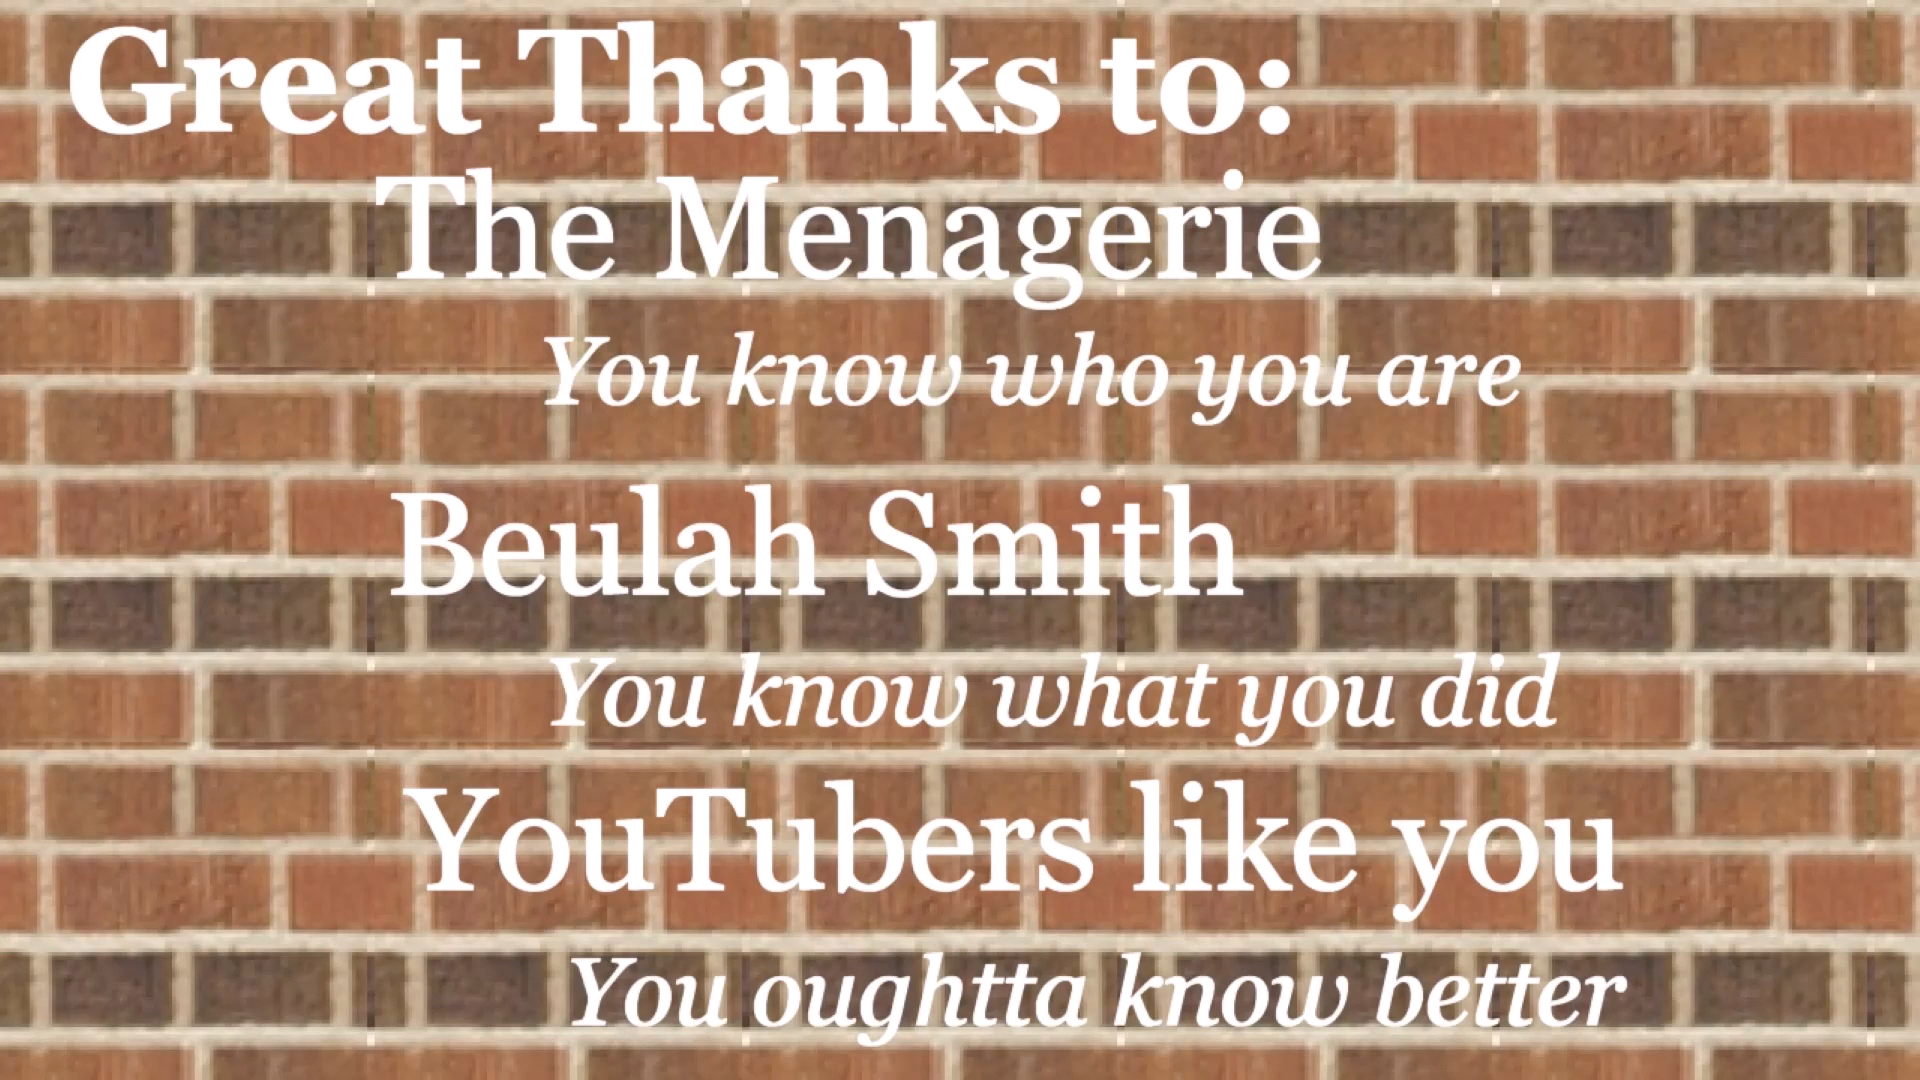 Great Thanks to:
The Menagerie
You know who you are
Beulah Smith
You know what you did
YouTubers like you
You oughtta know better